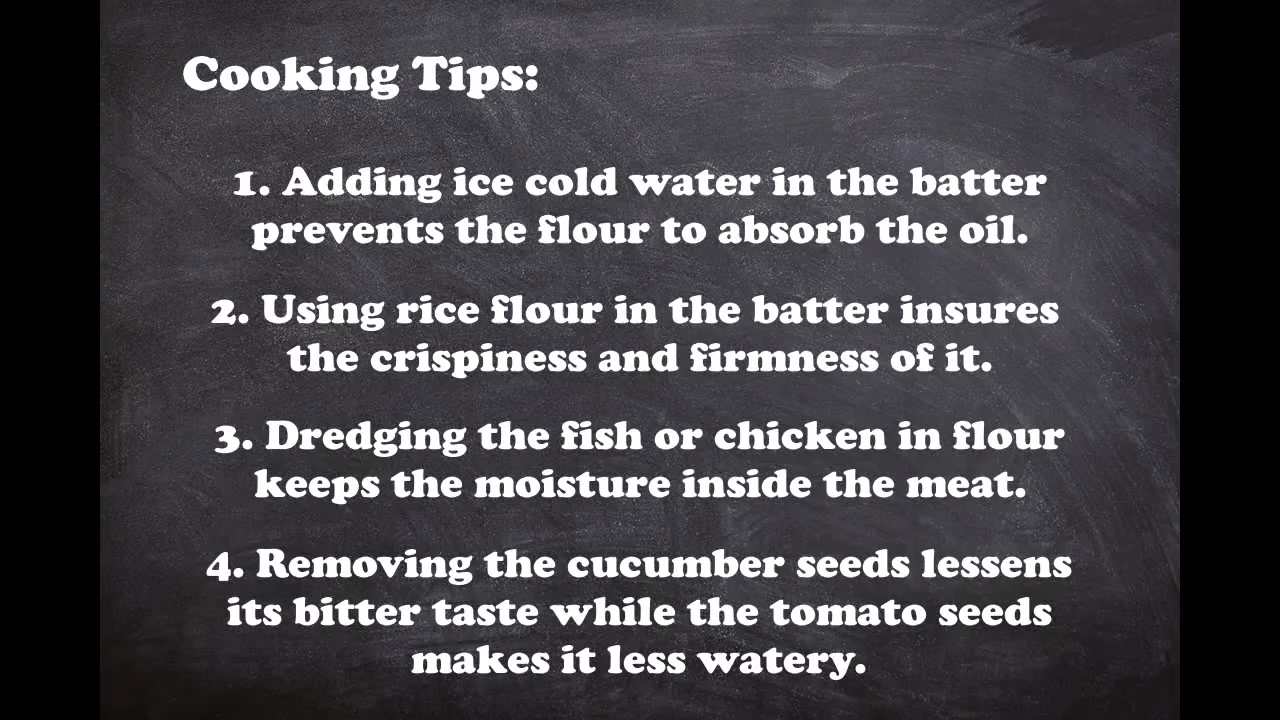 Cooking Tips:
1. Adding ice cold water in the batter
prevents the flour to absorb the oil.
2. Using rice flour in the batter insures
the crispiness and firmness of it.
3. Dredging the fish or chicken in flour
keeps the moisture inside the meat.
4. Removing the cucumber seeds lessens
its bitter taste while the tomato seeds
makes it less watery.